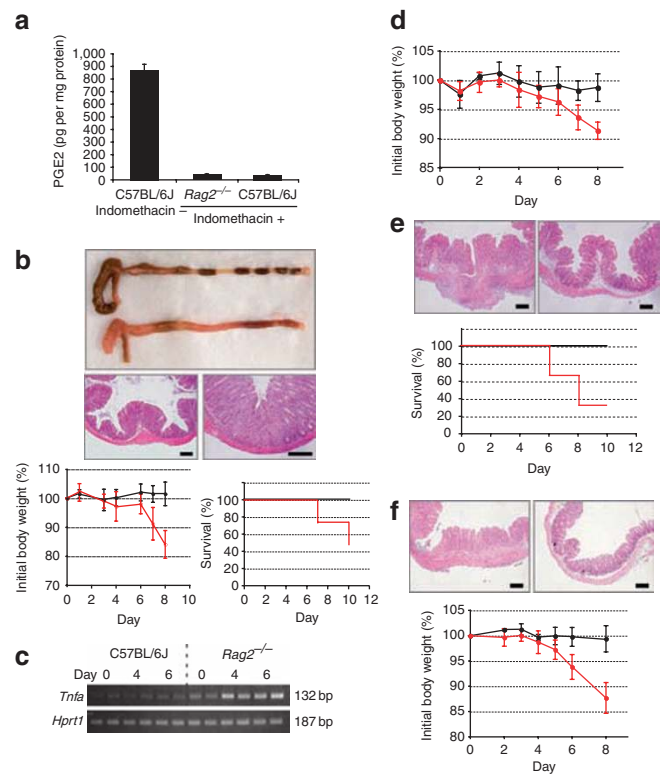 a
PGE2 (pg per mg protein)
1,000
900
800
700
600
500
400
300
200
100
0
C57BL/6J Rag2−/− C57BL/6J
Indomethacin − Indomethacin +
b
Initial body weight (%)
110
100
90
80
70
0 2 4 6 8 10 12
Day
Survival (%)
100
80
60
40
20
0
0 2 4 6 8 10 12
Day
c
C57BL/6J Rag2−/−
Day 0 4 6 0 4 6
Tnfa 132 bp
Hprt1 187 bp
d
Initial body weight (%)
105
100
95
90
85
0 2 4 6 8
Day
e
Survival (%)
100
80
60
40
20
0
0 2 4 6 8 10 12
Day
f
Initial body weight (%)
105
100
95
90
85
80
0 2 4 6 8
Day